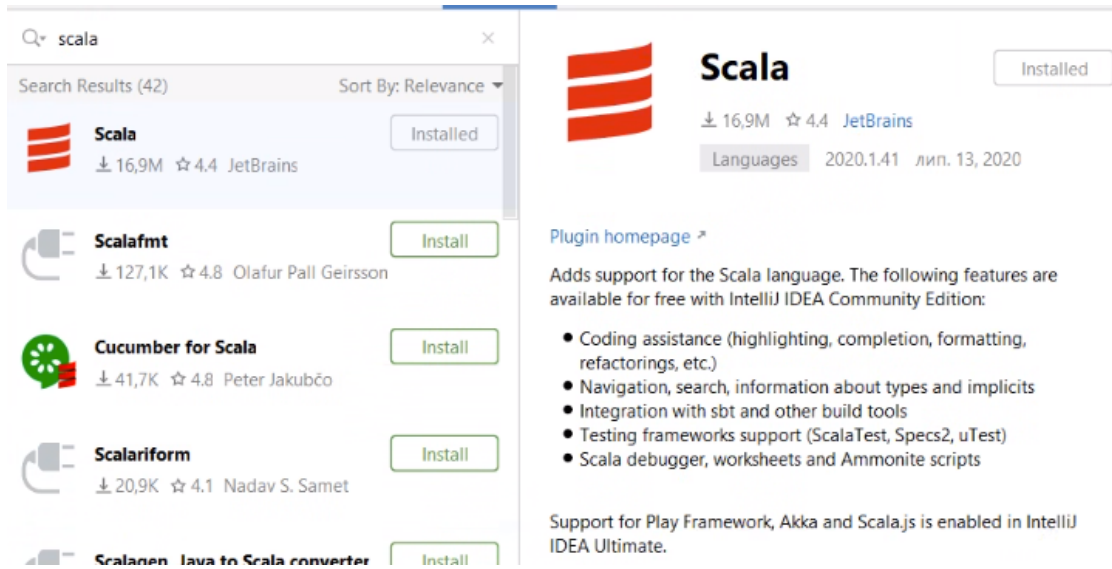 scala
Search Results (42) Sort By: Relevance
Scala Installed
16,9M 4.4 JetBrains
Scalafmt Install
127,1K 4.8 Olafur Pall Geirsson
Cucumber for Scala Install
41,7K 4.8 Peter Jakubčo
Scalariform Install
20,9K 4.1 Nadav S. Samet
Scalagen Java to Scala converter Install
Scala Installed
16,9M 4.4 JetBrains
Languages 2020.1.41 лип. 13, 2020
Plugin homepage
Adds support for the Scala language. The following features are
available for free with IntelliJ IDEA Community Edition:
Coding assistance (highlighting, completion, formatting,
refactorings, etc.)
Navigation, search, information about types and implicits
Integration with sbt and other build tools
Testing frameworks support (ScalaTest, Specs2, uTest)
Scala debugger, worksheets and Ammonite scripts
Support for Play Framework, Akka and Scala.js is enabled in IntelliJ
IDEA Ultimate.